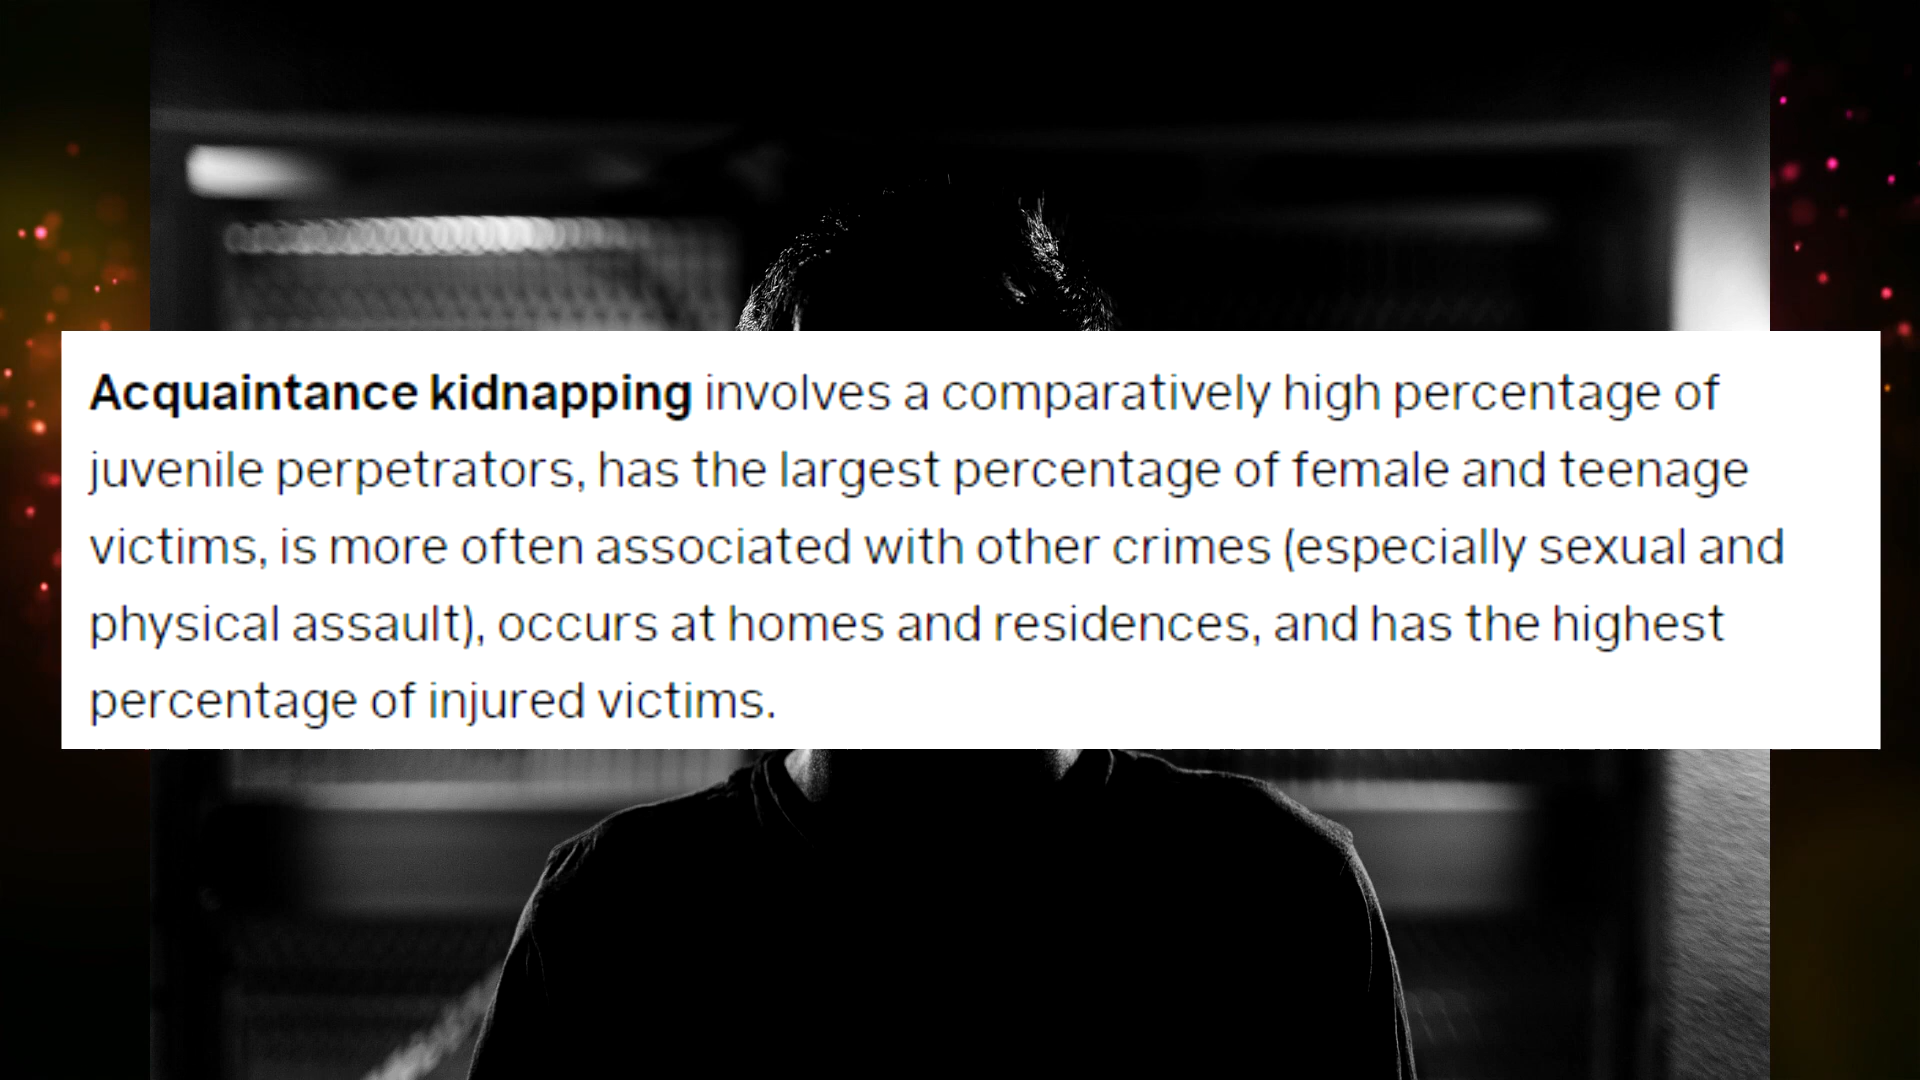 Acquaintance kidnapping involves a comparatively high percentage of
juvenile perpetrators, has the largest percentage of female and teenage
victims, is more often associated with other crimes (especially sexual and
physical assault), occurs at homes and residences, and has the highest
percentage of injured victims.